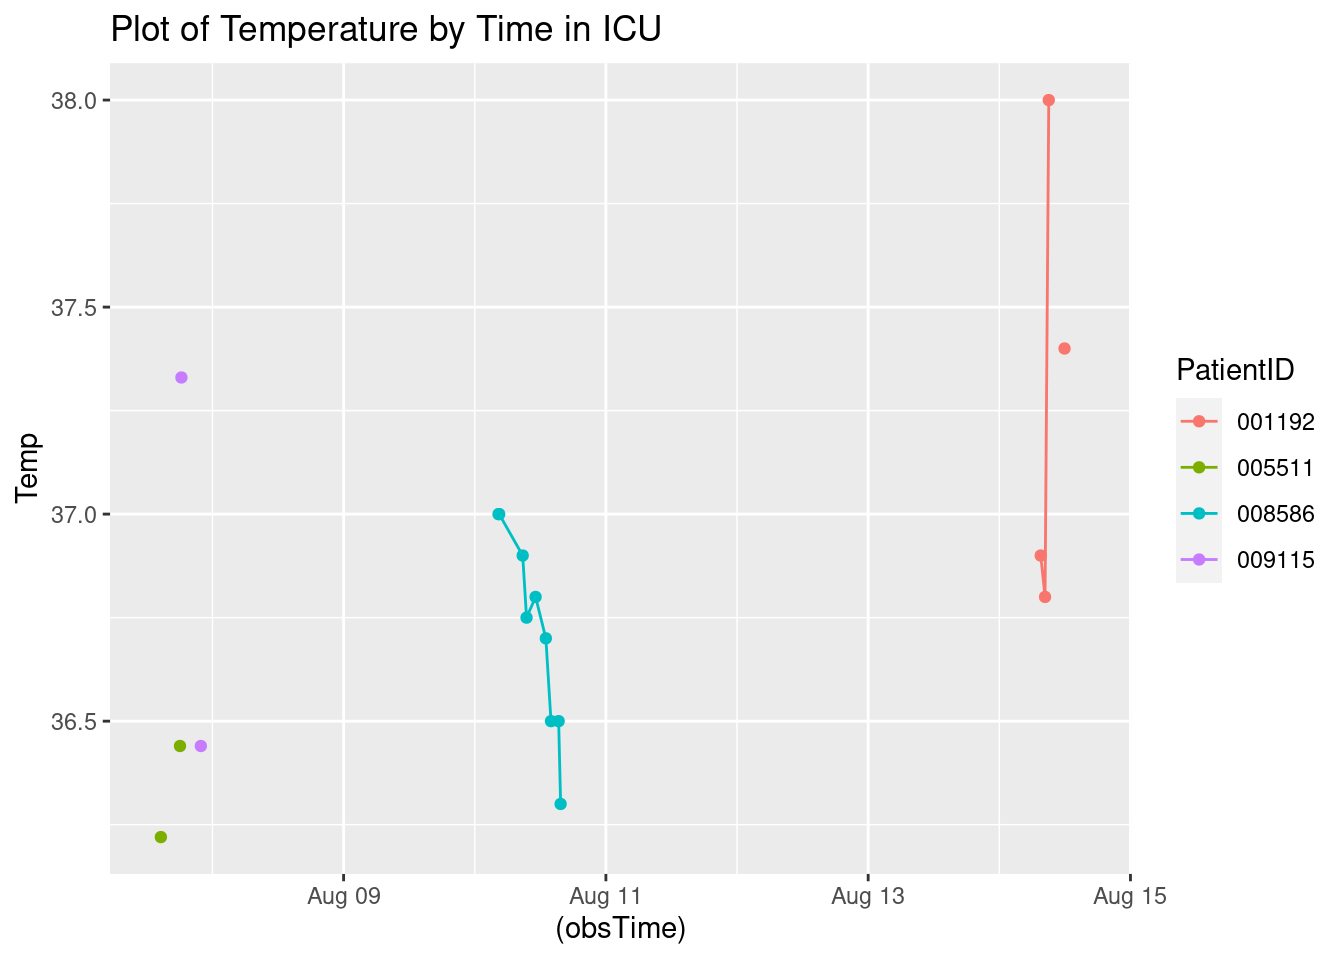 Plot of Temperature by Time in ICU
38.0
37.5
37.0
36.5
Temp
Aug 09
Aug 11
Aug 13
Aug 15
(obsTime)
PatientID
001192
005511
008586
009115